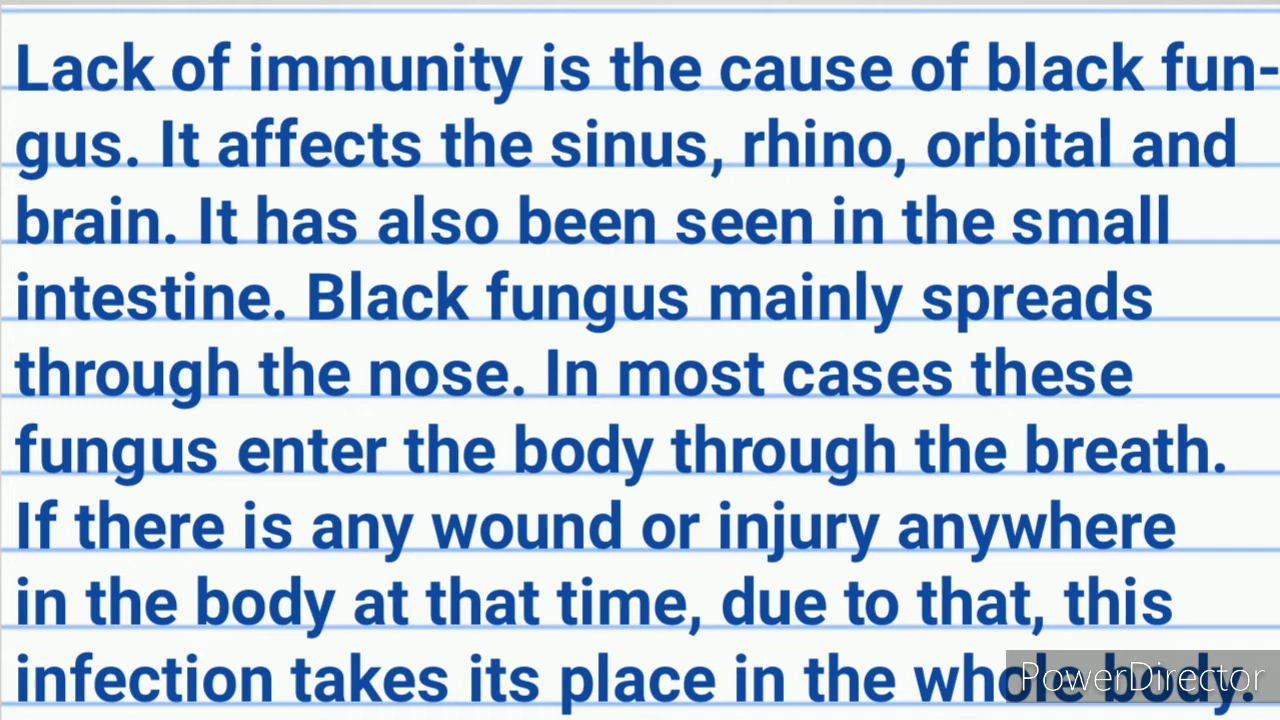 Lack of immunity is the cause of black fun-
gus. It affects the sinus, rhino, orbital and
brain. It has also been seen in the small
intestine. Black fungus mainly spreads
through the nose. In most cases these
fungus enter the body through the breath.
If there is any wound or injury anywhere
in the body at that time, due to that, this
infection takes its place in the whole body.
PowerDirector